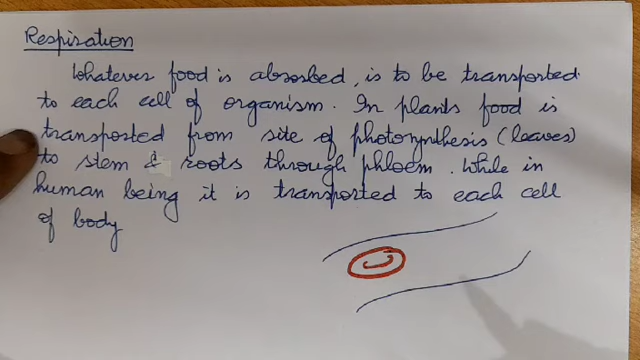 Respiration
Whatever food is absorbed, is to be transported
to each cell of organism. In plants food is
transported from site of photosynthesis (leaves)
to stem & roots through phloem. While in
human being it is transported to each cell
of body